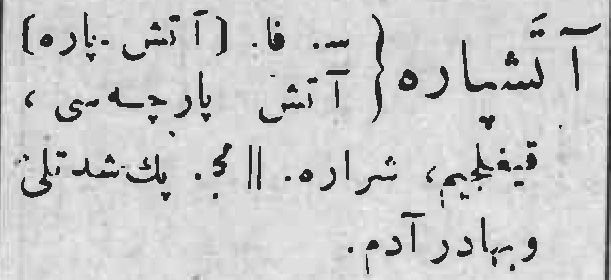 آتشپاره { س. فا. (آتش - پاره)
آتش پارچه‌سی،
قیغلجیم، شراره. || مج. پك شدتلی
و بهادر آدم.